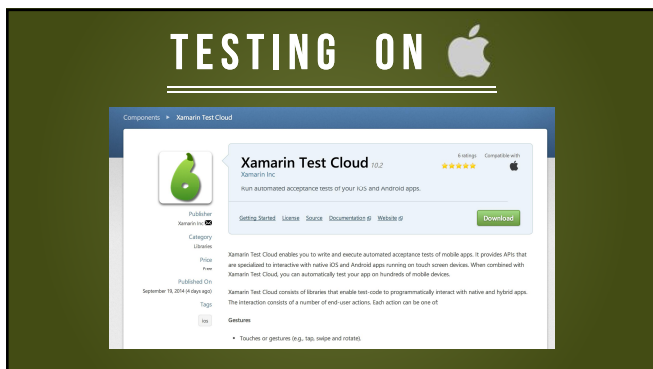 TESTING ON
Components ▸ Xamarin Test Cloud
Xamarin Test Cloud 10.2
Xamarin Inc
Run automated acceptance tests of your iOS and Android apps.
6 ratings Compatible with
Getting Started License Source Documentation Website
Download
Publisher
Xamarin Inc
Category
Libraries
Price
Free
Published On
September 19, 2014 (4 days ago)
Tags
ios
Xamarin Test Cloud enables you to write and execute automated acceptance tests of mobile apps. It provides APIs that
are specialized to interactive with native iOS and Android apps running on touch screen devices. When combined with
Xamarin Test Cloud, you can automatically test your app on hundreds of mobile devices.
Xamarin Test Cloud consists of libraries that enable test-code to programmatically interact with native and hybrid apps.
The interaction consists of a number of end-user actions. Each action can be one of:
Gestures
• Touches or gestures (e.g., tap, swipe and rotate).